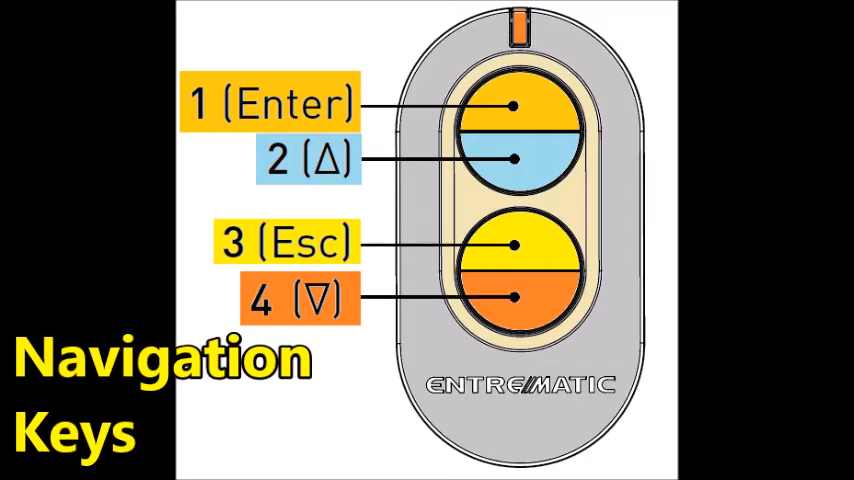 1 (Enter)
2 (△)
3 (Esc)
4 (▽)
Navigation
Keys
ENTREMATIC